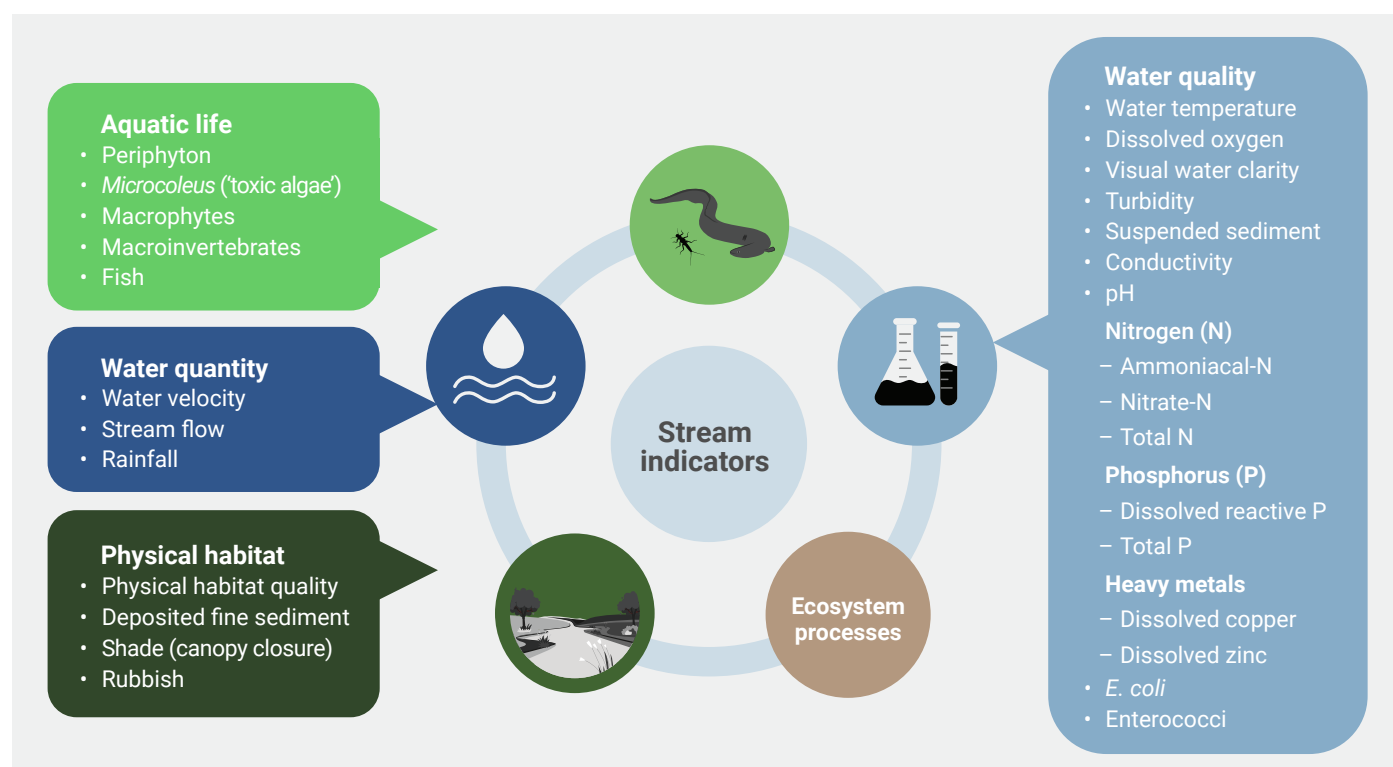 Aquatic life
• Periphyton
• Microcoleus (‘toxic algae’)
• Macrophytes
• Macroinvertebrates
• Fish
Water quantity
• Water velocity
• Stream flow
• Rainfall
Physical habitat
• Physical habitat quality
• Deposited fine sediment
• Shade (canopy closure)
• Rubbish
Stream
indicators
Ecosystem
processes
Water quality
• Water temperature
• Dissolved oxygen
• Visual water clarity
• Turbidity
• Suspended sediment
• Conductivity
• pH
Nitrogen (N)
– Ammoniacal-N
– Nitrate-N
– Total N
Phosphorus (P)
– Dissolved reactive P
– Total P
Heavy metals
– Dissolved copper
– Dissolved zinc
• E. coli
• Enterococci